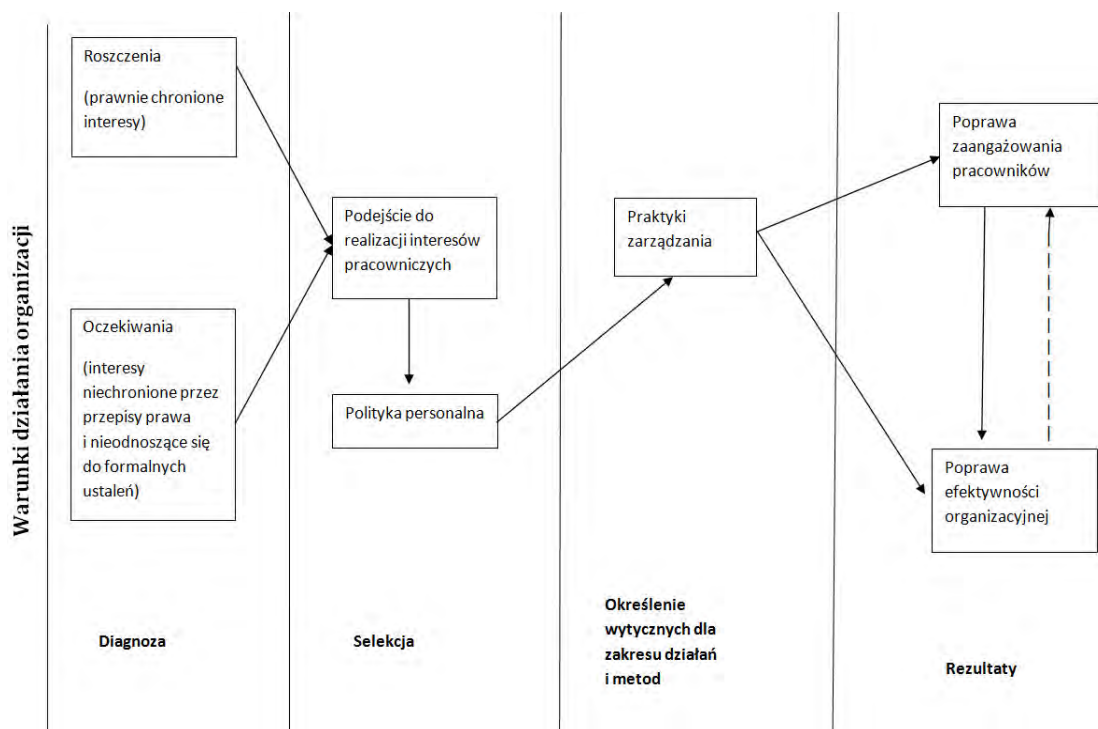 Warunki działania organizacji
Roszczenia
(prawnie chronione
interesy)
Oczekiwania
(interesy
niechronione przez
przepisy prawa
i nieodnoszące się
do formalnych
ustaleń)
Diagnoza
Podejście do
realizacji interesów
pracowniczych
Polityka personalna
Selekcja
Praktyki
zarządzania
Określenie
wytycznych dla
zakresu działań
i metod
Poprawa
zaangażowania
pracowników
Poprawa
efektywności
organizacyjnej
Rezultaty